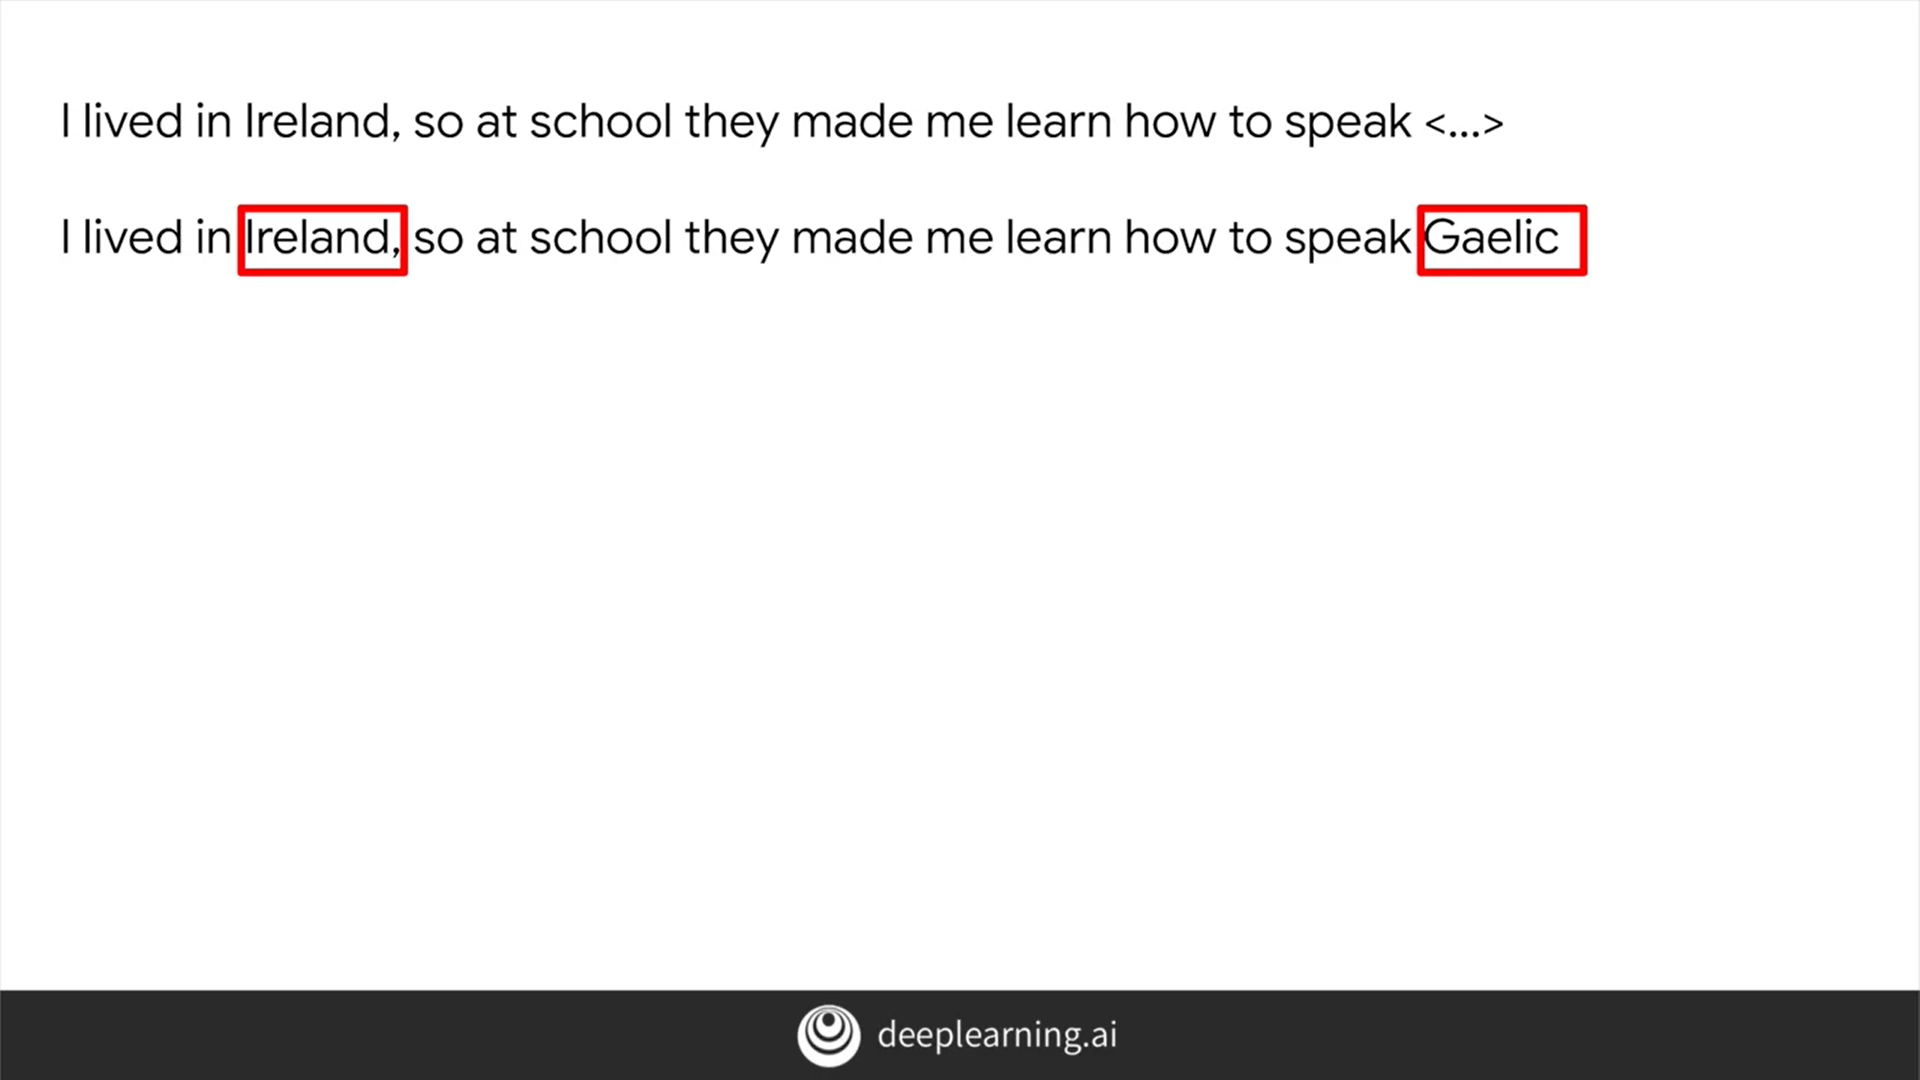 I lived in Ireland, so at school they made me learn how to speak <...>
I lived in Ireland, so at school they made me learn how to speak Gaelic
deeplearning.ai